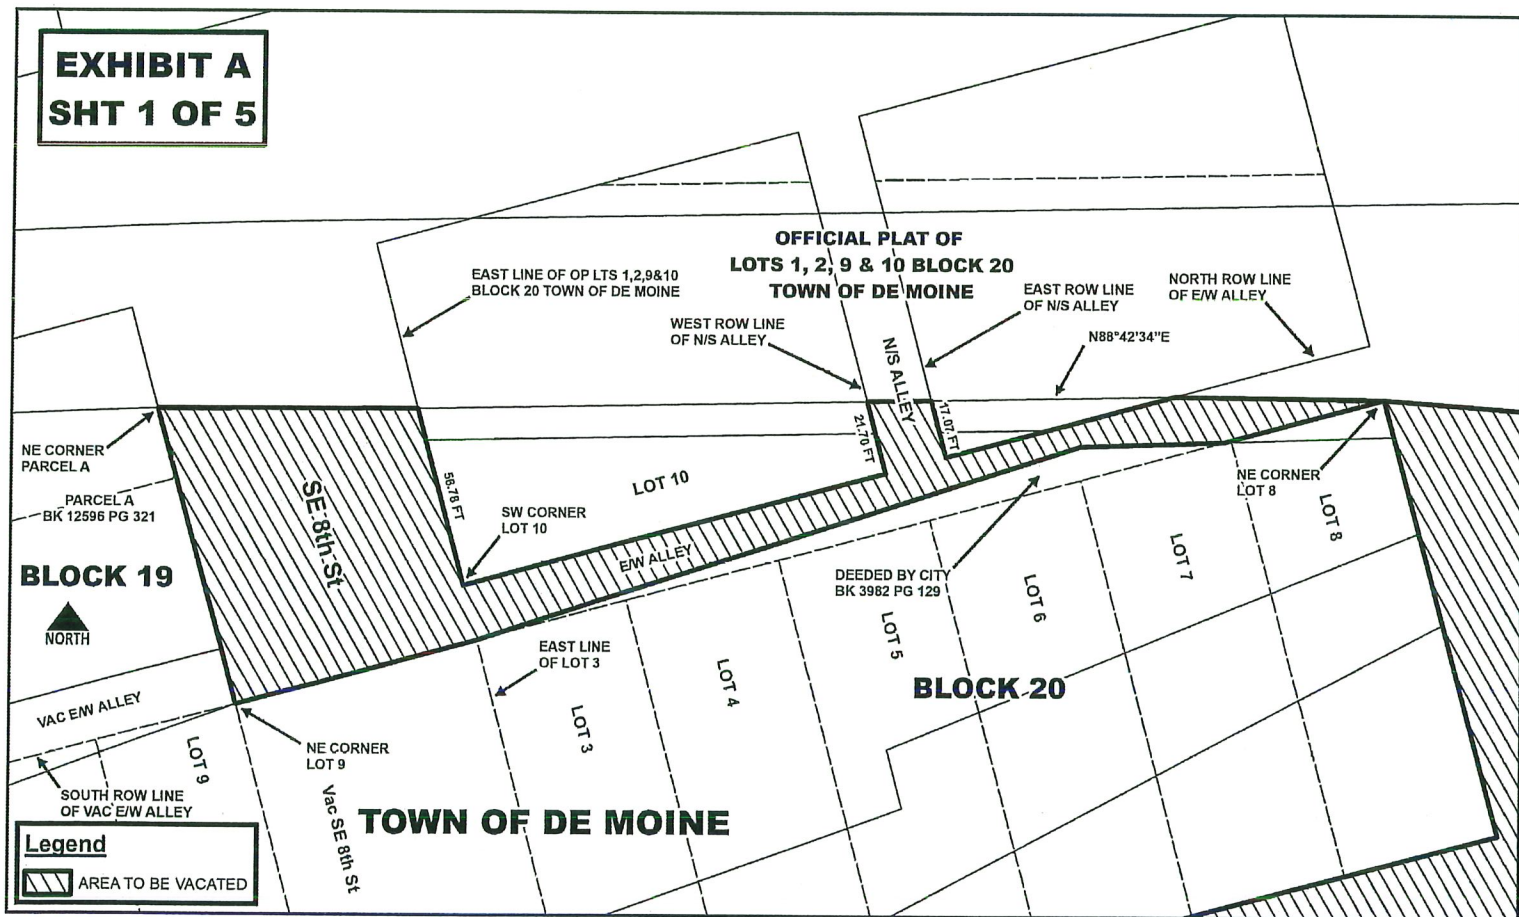 EXHIBIT A
SHT 1 OF 5
OFFICIAL PLAT OF
LOTS 1, 2, 9 & 10 BLOCK 20
TOWN OF DE MOINE
EAST LINE OF OP LTS 1,2,9&10
BLOCK 20 TOWN OF DE MOINE
WEST ROW LINE
OF N/S ALLEY
EAST ROW LINE
OF N/S ALLEY
NORTH ROW LINE
OF E/W ALLEY
N88°42'34"E
N/S ALLEY
21.70 FT
17.07 FT
NE CORNER
PARCEL A
PARCEL A
BK 12596 PG 321
SE 8th St
58.78 FT
LOT 10
SW CORNER
LOT 10
E/W ALLEY
NE CORNER
LOT 8
LOT 8
LOT 7
BLOCK 19
NORTH
DEEDED BY CITY
BK 3982 PG 129
LOT 6
LOT 5
LOT 4
EAST LINE
OF LOT 3
LOT 3
BLOCK 20
VAC E/W ALLEY
LOT 9
NE CORNER
LOT 9
SOUTH ROW LINE
OF VAC E/W ALLEY
Vac SE 8th St
TOWN OF DE MOINE
Legend
AREA TO BE VACATED